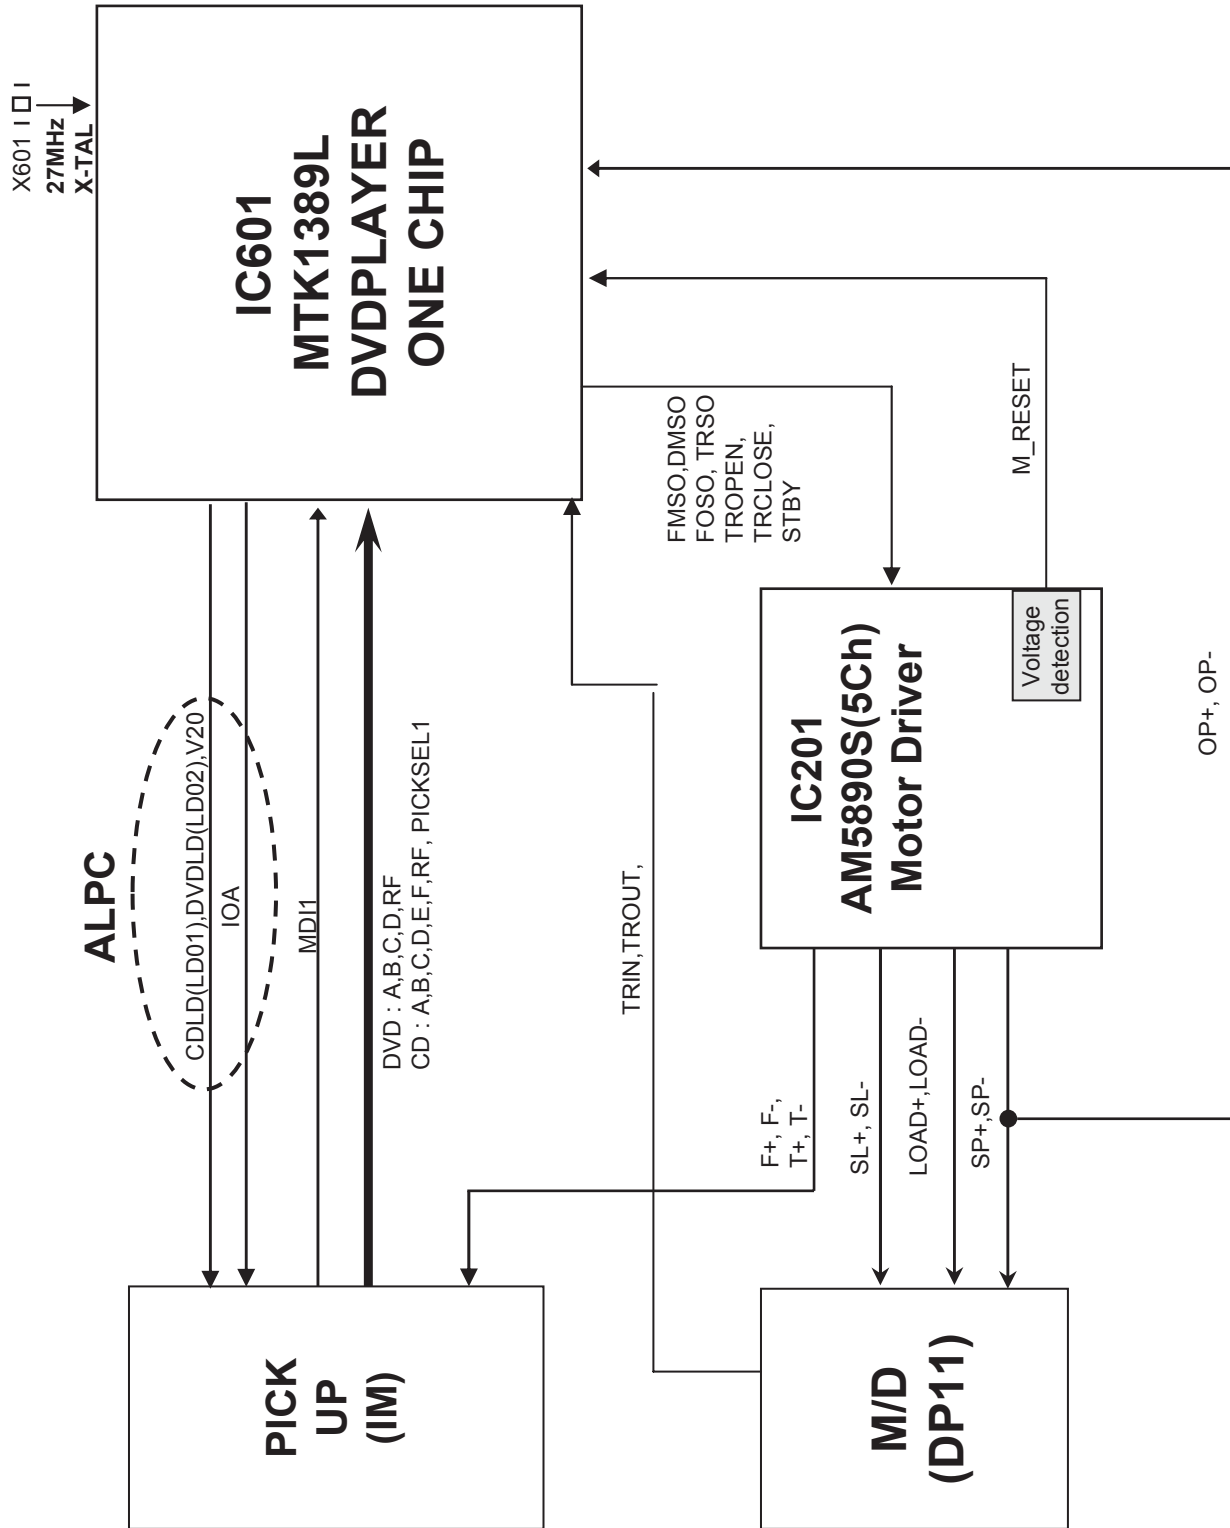 ALPC
CDLD(LD01),DVDLD(LD02),V20
IOA
MDI1
DVD : A,B,C,D,RF
CD : A,B,C,D,E,F,RF, PICKSEL1
PICK
UP
(IM)
X601
27MHz
X-TAL
IC601
MTK1389L
DVDPLAYER
ONE CHIP
TRIN,TROUT,
FMSO,DMSO
FOSO, TRSO
TROPEN,
TRCLOSE,
STBY
M_RESET
F+, F-,
T+, T-
SL+, SL-
LOAD+,LOAD-
SP+,SP-
M/D
(DP11)
IC201
AM5890S(5Ch)
Motor Driver
Voltage
detection
OP+, OP-